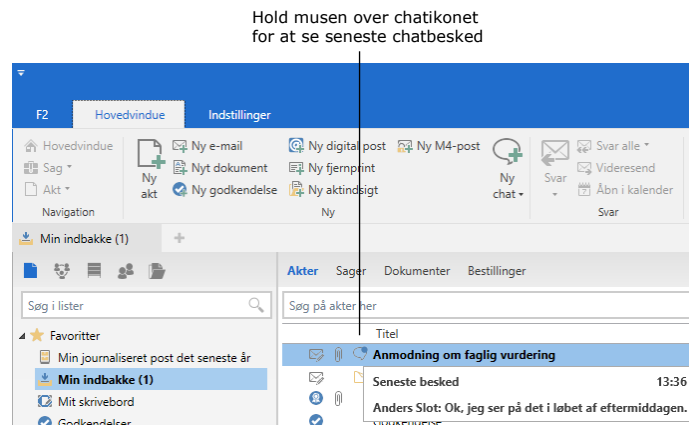 Hold musen over chatikonet
for at se seneste chatbesked
F2 Hovedvindue Indstillinger
Hovedvindue
Sag
Akt
Navigation
Ny
akt
Ny e-mail
Nyt dokument
Ny godkendelse
Ny digital post
Ny fjernprint
Ny aktindsigt
Ny M4-post
Ny
chat
Ny
Svar
Svar alle
Videresend
Åbn i kalender
Svar
Min indbakke (1)
Søg i lister
Favoritter
Min journaliseret post det seneste år
Min indbakke (1)
Mit skrivebord
Godkendelser
Akter Sager Dokumenter Bestillinger
Søg på akter her
Titel
Anmodning om faglig vurdering
Seneste besked 13:36
Anders Slot: Ok, jeg ser på det i løbet af eftermiddagen.